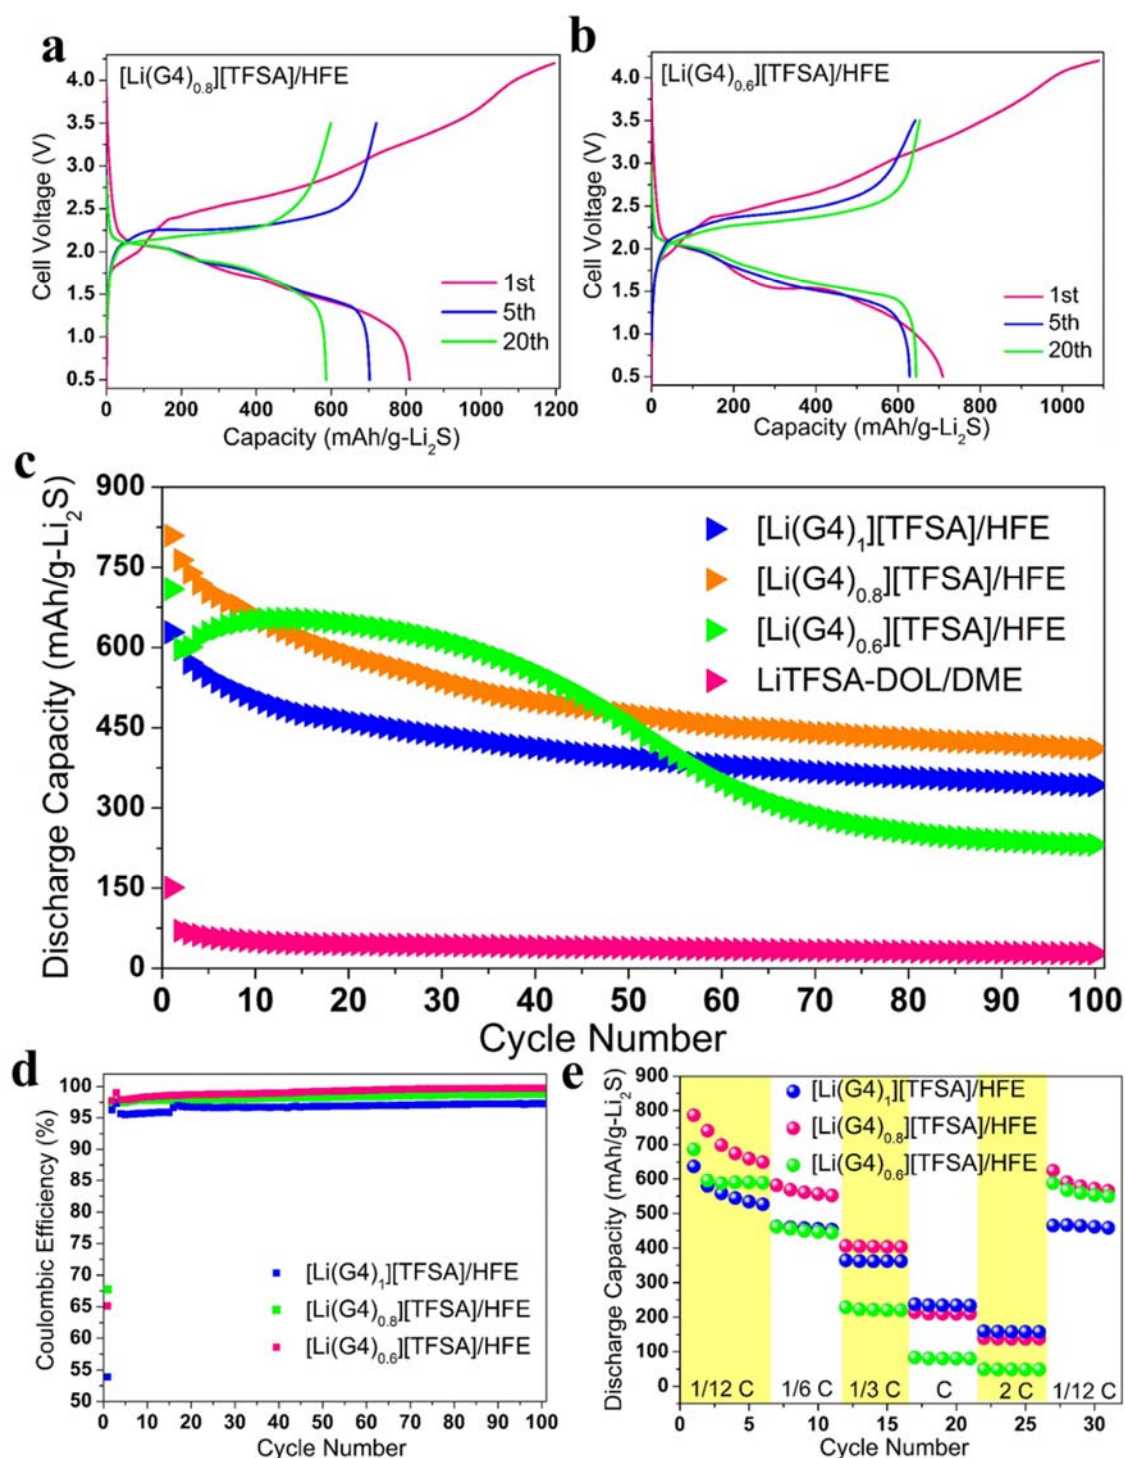 a
[Li(G4)₀.₈][TFSA]/HFE
4.0
3.5
3.0
2.5
2.0
1.5
1.0
0.5
Cell Voltage (V)
1st
5th
20th
0 200 400 600 800 1000 1200
Capacity (mAh/g-Li₂S)
b
[Li(G4)₀.₆][TFSA]/HFE
4.0
3.5
3.0
2.5
2.0
1.5
1.0
0.5
Cell Voltage (V)
1st
5th
20th
0 200 400 600 800 1000
Capacity (mAh/g-Li₂S)
c
900
750
600
450
300
150
0
Discharge Capacity (mAh/g-Li₂S)
[Li(G4)₁][TFSA]/HFE
[Li(G4)₀.₈][TFSA]/HFE
[Li(G4)₀.₆][TFSA]/HFE
LiTFSA-DOL/DME
0 10 20 30 40 50 60 70 80 90 100
Cycle Number
d
100
95
90
85
80
75
70
65
60
55
50
Coulombic Efficiency (%)
[Li(G4)₁][TFSA]/HFE
[Li(G4)₀.₈][TFSA]/HFE
[Li(G4)₀.₆][TFSA]/HFE
0 10 20 30 40 50 60 70 80 90 100
Cycle Number
e
900
800
700
600
500
400
300
200
100
0
Discharge Capacity (mAh/g-Li₂S)
[Li(G4)₁][TFSA]/HFE
[Li(G4)₀.₈][TFSA]/HFE
[Li(G4)₀.₆][TFSA]/HFE
1/12 C 1/6 C 1/3 C C 2 C 1/12 C
0 5 10 15 20 25 30
Cycle Number